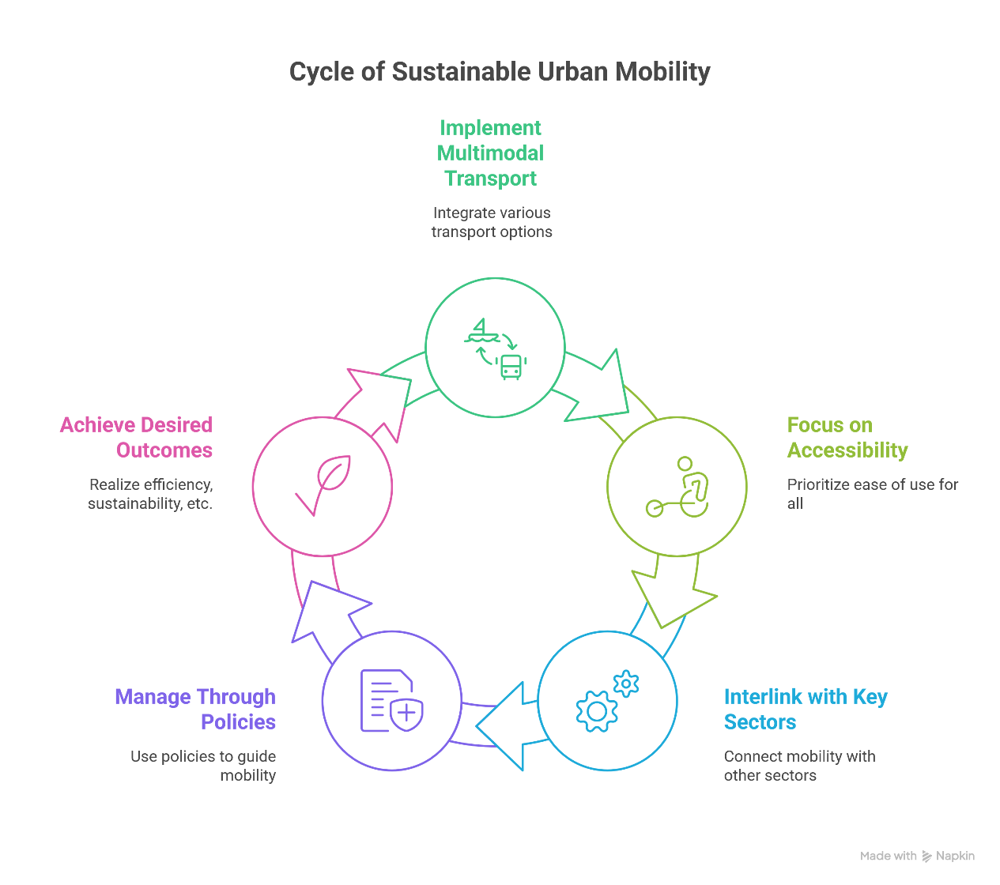 Cycle of Sustainable Urban Mobility
Implement
Multimodal
Transport
Integrate various
transport options
Focus on
Accessibility
Prioritize ease of use for
all
Interlink with Key
Sectors
Connect mobility with
other sectors
Manage Through
Policies
Use policies to guide
mobility
Achieve Desired
Outcomes
Realize efficiency,
sustainability, etc.
Made with Napkin